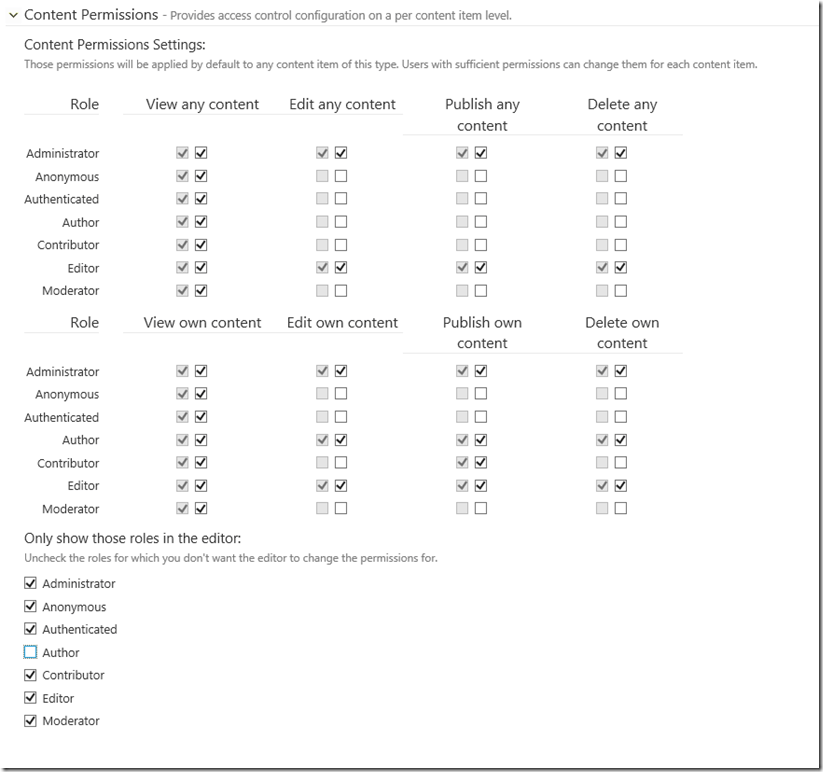 Content Permissions - Provides access control configuration on a per content item level.
Content Permissions Settings:
Those permissions will be applied by default to any content item of this type. Users with sufficient permissions can change them for each content item.
Role View any content Edit any content Publish any content Delete any content
Administrator
Anonymous
Authenticated
Author
Contributor
Editor
Moderator
Role View own content Edit own content Publish own content Delete own content
Administrator
Anonymous
Authenticated
Author
Contributor
Editor
Moderator
Only show those roles in the editor:
Uncheck the roles for which you don't want the editor to change the permissions for.
Administrator
Anonymous
Authenticated
Author
Contributor
Editor
Moderator